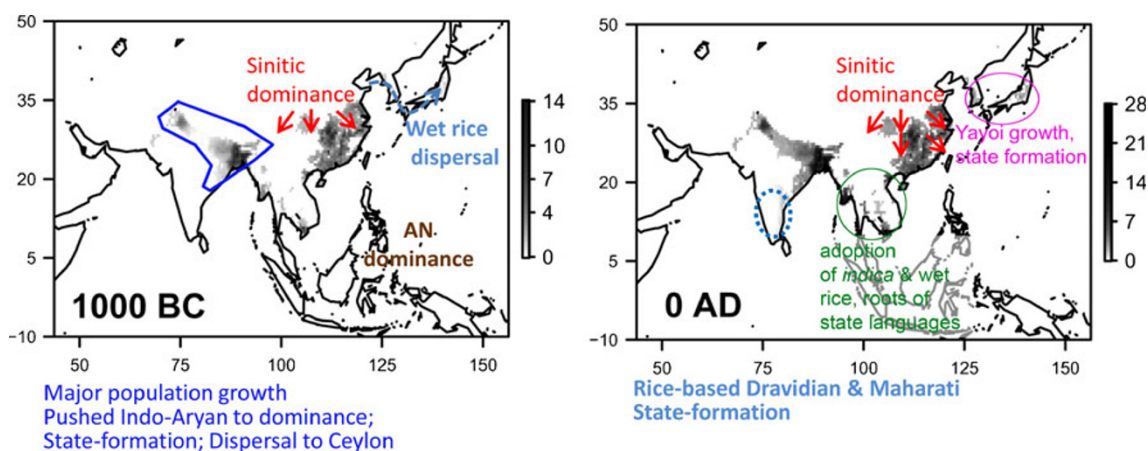 50
35
20
5
−10
50
75
100
125
150
Sinitic
dominance
Wet rice
dispersal
AN
dominance
1000 BC
14
10
7
4
0
Major population growth
Pushed Indo-Aryan to dominance;
State-formation; Dispersal to Ceylon
50
35
20
5
−10
50
75
100
125
150
Sinitic
dominance
Yayoi growth,
state formation
adoption
of indica & wet
rice, roots of
state languages
0 AD
28
21
14
7
0
Rice-based Dravidian & Maharati
State-formation